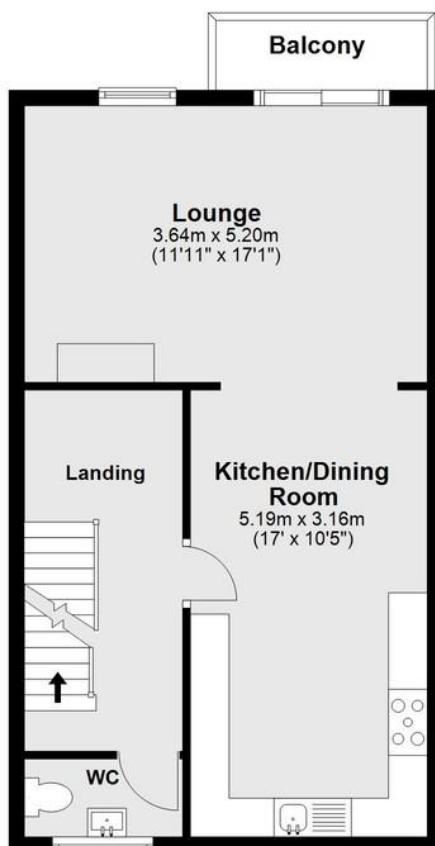 Balcony
Lounge
3.64m x 5.20m
(11'11" x 17'1")
Landing
Kitchen/Dining
Room
5.19m x 3.16m
(17' x 10'5")
WC